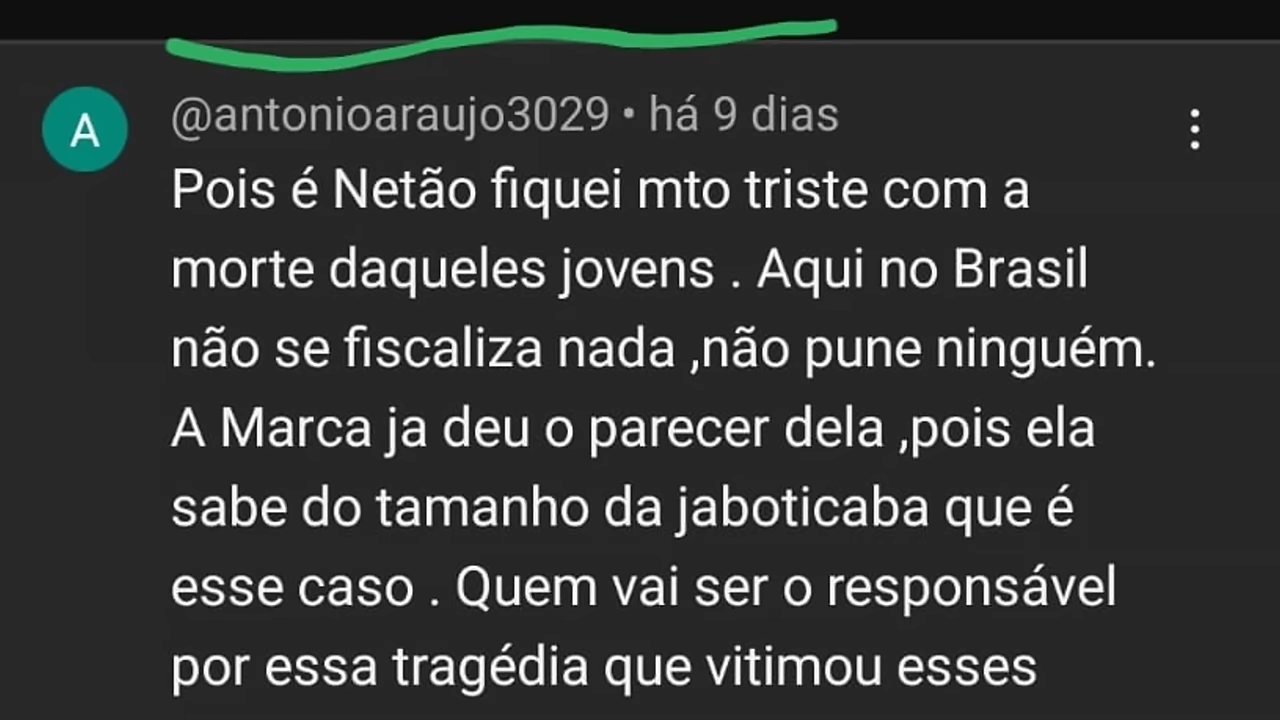 A
@antonioaraujo3029 • há 9 dias
Pois é Netão fiquei mto triste com a
morte daqueles jovens . Aqui no Brasil
não se fiscaliza nada ,não pune ninguém.
A Marca ja deu o parecer dela ,pois ela
sabe do tamanho da jaboticaba que é
esse caso . Quem vai ser o responsável
por essa tragédia que vitimou esses